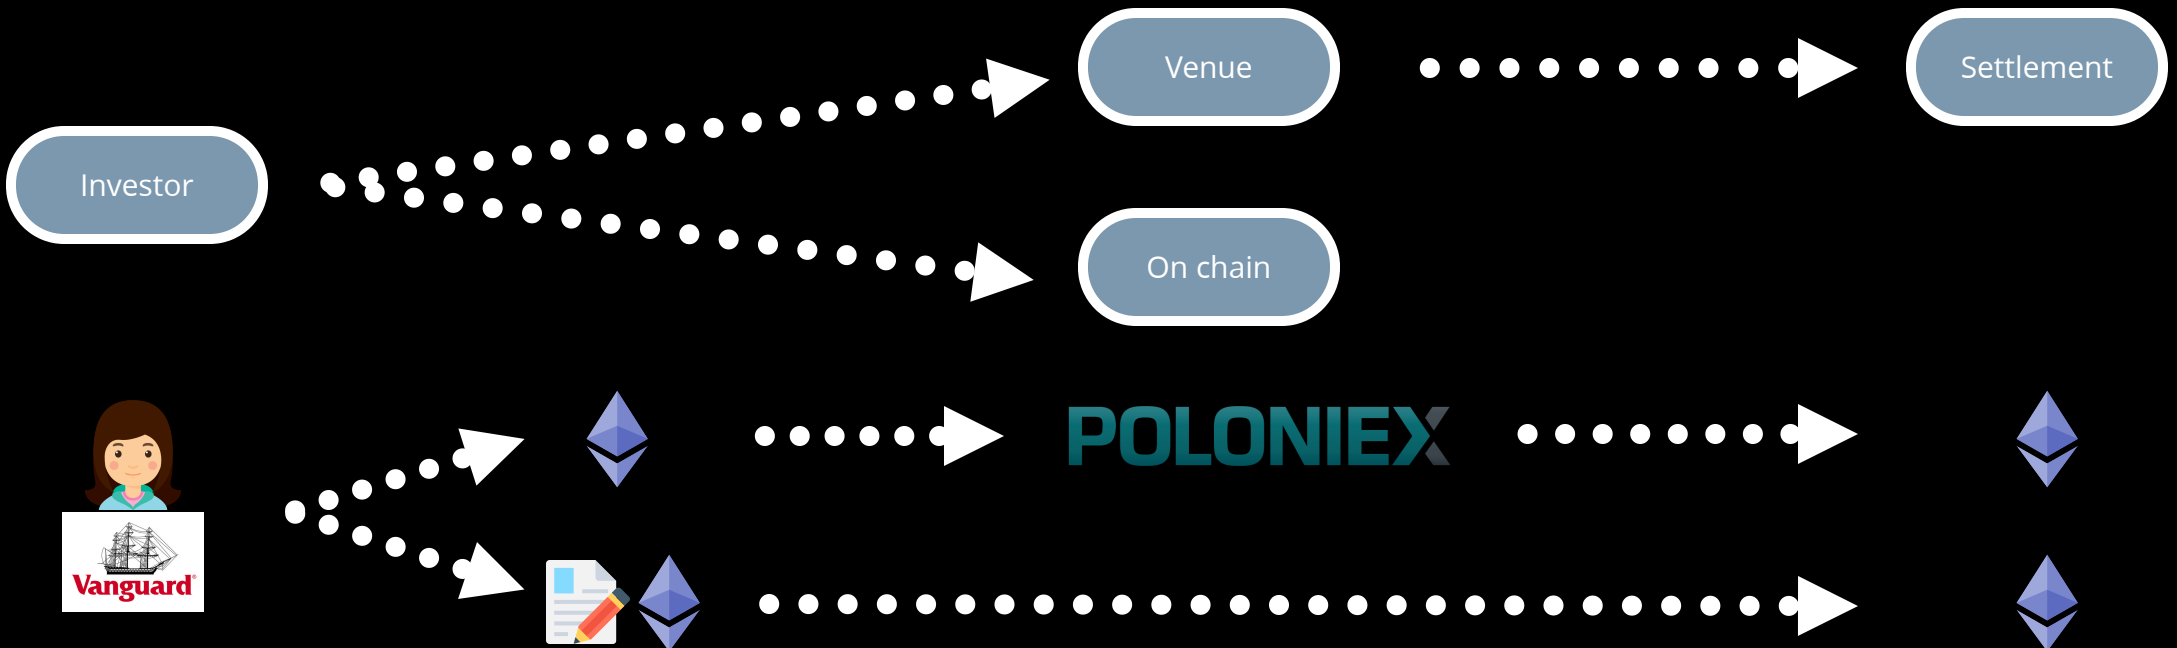 Venue
Settlement
Investor
On chain
POLONIEX
Vanguard®